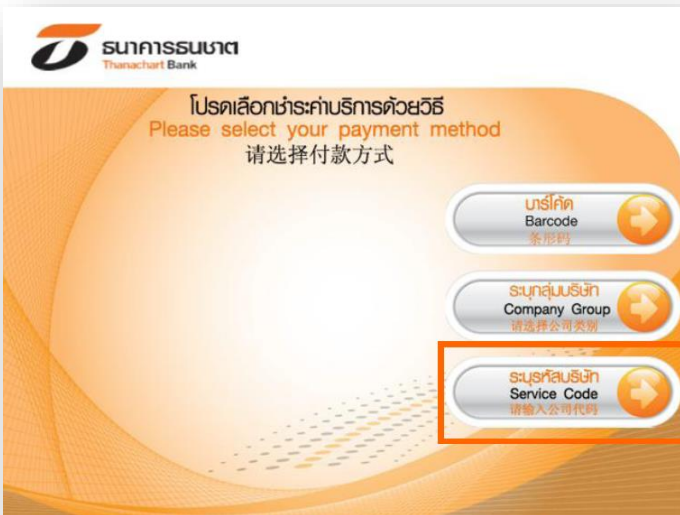 ธนาคารธนชาต
Thanachart Bank
โปรดเลือกชำระค่าบริการด้วยวิธี
Please select your payment method
请选择付款方式
บาร์โค้ด
Barcode
条形码
ระบุกลุ่มบริษัท
Company Group
请选择公司类别
ระบุรหัสบริษัท
Service Code
请输入公司代码